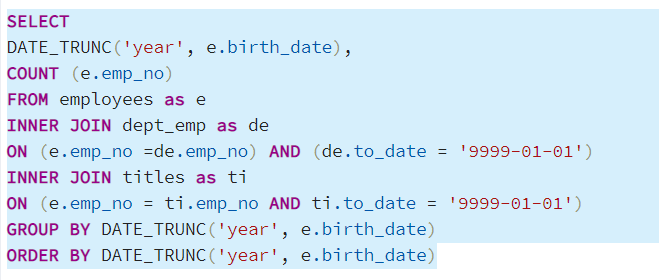 SELECT
DATE_TRUNC('year', e.birth_date),
COUNT (e.emp_no)
FROM employees as e
INNER JOIN dept_emp as de
ON (e.emp_no =de.emp_no) AND (de.to_date = '9999-01-01')
INNER JOIN titles as ti
ON (e.emp_no = ti.emp_no AND ti.to_date = '9999-01-01')
GROUP BY DATE_TRUNC('year', e.birth_date)
ORDER BY DATE_TRUNC('year', e.birth_date)